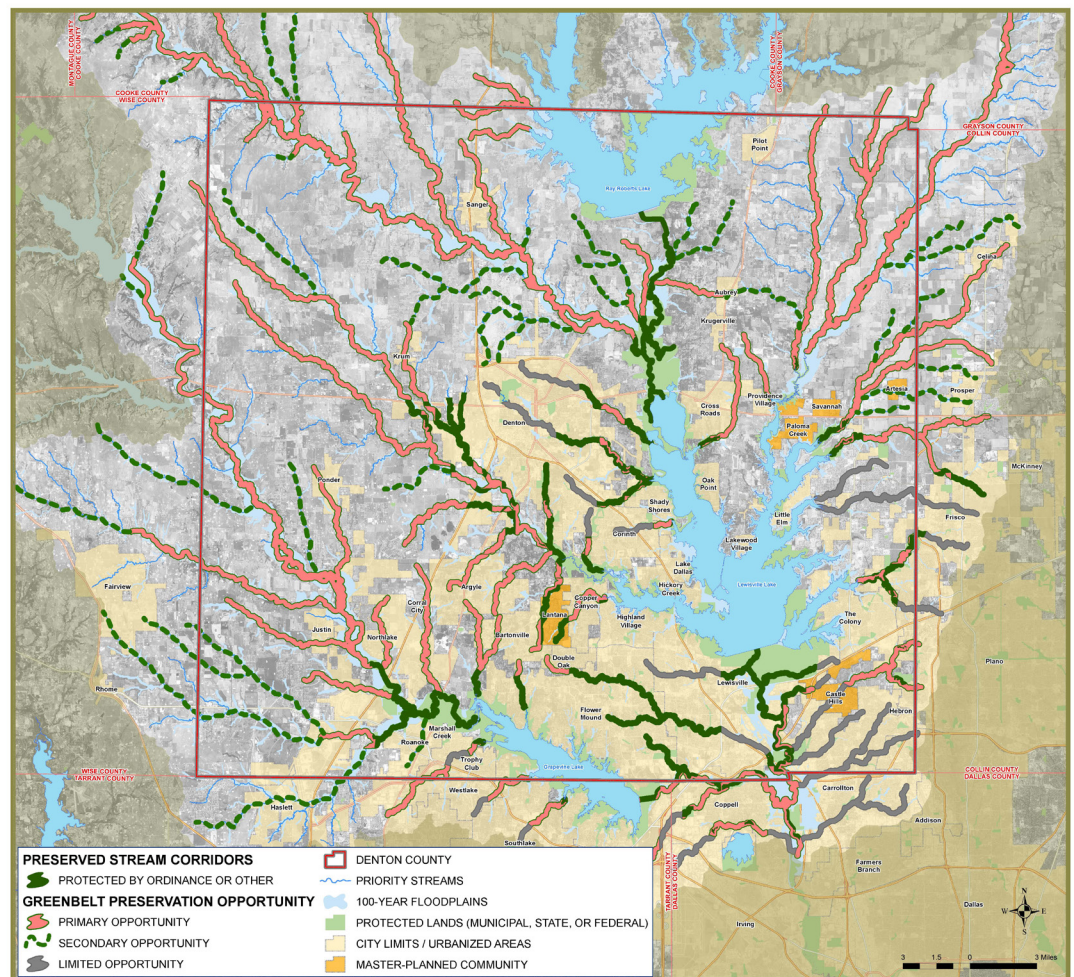 MONTAGUE COUNTY
COOKE COUNTY
COOKE COUNTY
WISE COUNTY
COOKE COUNTY
GRAYSON COUNTY
GRAYSON COUNTY
COLLIN COUNTY
Pilot
Point
Ray Roberts Lake
Sanger
Celina
Aubrey
Krugerville
Krum
Providence
Village
Artesia
Prosper
Savannah
Cross
Roads
Paloma
Creek
Denton
McKinney
Ponder
Oak
Point
Shady
Shores
Little
Elm
Frisco
Corinth
Lakewood
Village
Lake
Dallas
Fairview
Argyle
Hickory
Creek
Lewisville Lake
Copper
Canyon
Corral
City
Lantana
Highland
Village
The
Colony
Justin
Northlake
Bartonville
Double
Oak
Plano
Rhome
Lewisville
Castle
Hills
Flower
Mound
Hebron
Marshall
Creek
Roanoke
Trophy
Club
Grapevine Lake
WISE COUNTY
TARRANT COUNTY
COLLIN COUNTY
DALLAS COUNTY
Westlake
Carrollton
Haslett
Coppell
Addison
Southlake
Farmers
Branch
TARRANT COUNTY
DALLAS COUNTY
Dallas
Irving
PRESERVED STREAM CORRIDORS
PROTECTED BY ORDINANCE OR OTHER
GREENBELT PRESERVATION OPPORTUNITY
PRIMARY OPPORTUNITY
SECONDARY OPPORTUNITY
LIMITED OPPORTUNITY
DENTON COUNTY
PRIORITY STREAMS
100-YEAR FLOODPLAINS
PROTECTED LANDS (MUNICIPAL, STATE, OR FEDERAL)
CITY LIMITS / URBANIZED AREAS
MASTER-PLANNED COMMUNITY
N
W E
S
3 1.5 0 3 Miles